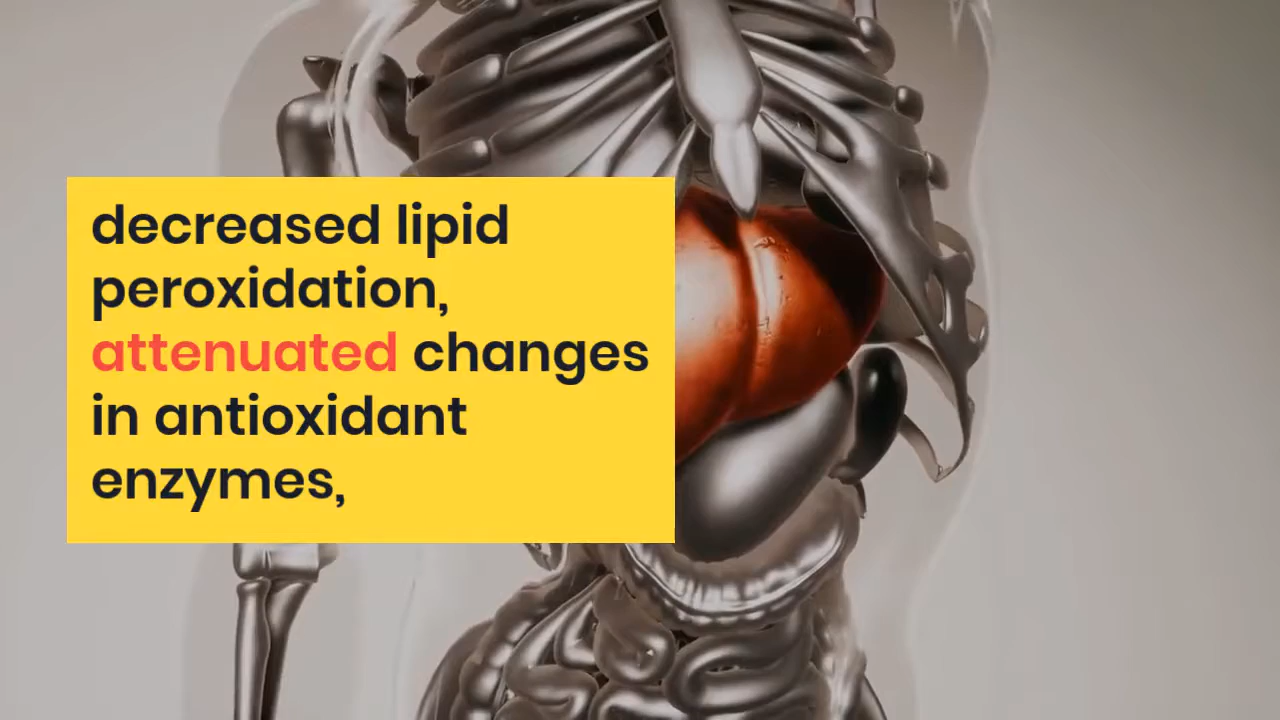 decreased lipid
peroxidation,
attenuated changes
in antioxidant
enzymes,